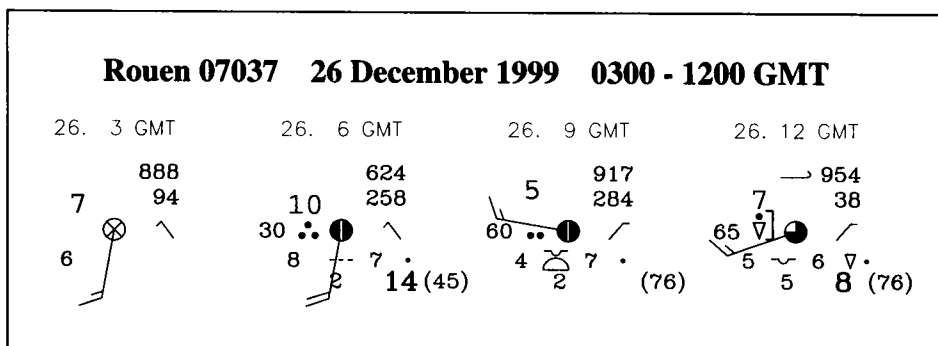 Rouen 07037 26 December 1999 0300 - 1200 GMT
26. 3 GMT 26. 6 GMT 26. 9 GMT 26. 12 GMT
888 624 917 954
7 94 10 258 5 284 7 38
30 60 65
6 8 7 4 7 5 6
2 14 (45) 2 (76) 5 8 (76)